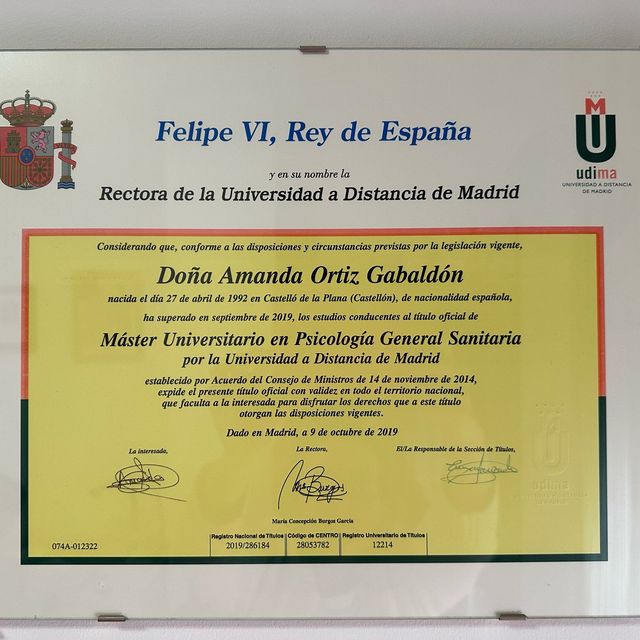 Felipe VI, Rey de España
y en su nombre la
Rectora de la Universidad a Distancia de Madrid
udima
UNIVERSIDAD A DISTANCIA
DE MADRID
Considerando que, conforme a las disposiciones y circunstancias previstas por la legislación vigente,
Doña Amanda Ortiz Gabaldón
nacida el día 27 de abril de 1992 en Castelló de la Plana (Castellón), de nacionalidad española,
ha superado en septiembre de 2019, los estudios conducentes al título oficial de
Máster Universitario en Psicología General Sanitaria
por la Universidad a Distancia de Madrid
establecido por Acuerdo del Consejo de Ministros de 14 de noviembre de 2014,
expide el presente título oficial con validez en todo el territorio nacional,
que faculta a la interesada para disfrutar los derechos que a este título
otorgan las disposiciones vigentes.
Dado en Madrid, a 9 de octubre de 2019
La interesada,
La Rectora,
El/La Responsable de la Sección de Títulos,
María Concepción Burgos García
udima
074A-012322
Registro Nacional de Títulos Código de CENTRO Registro Universitario de Títulos
2019/286184 28053782 12214